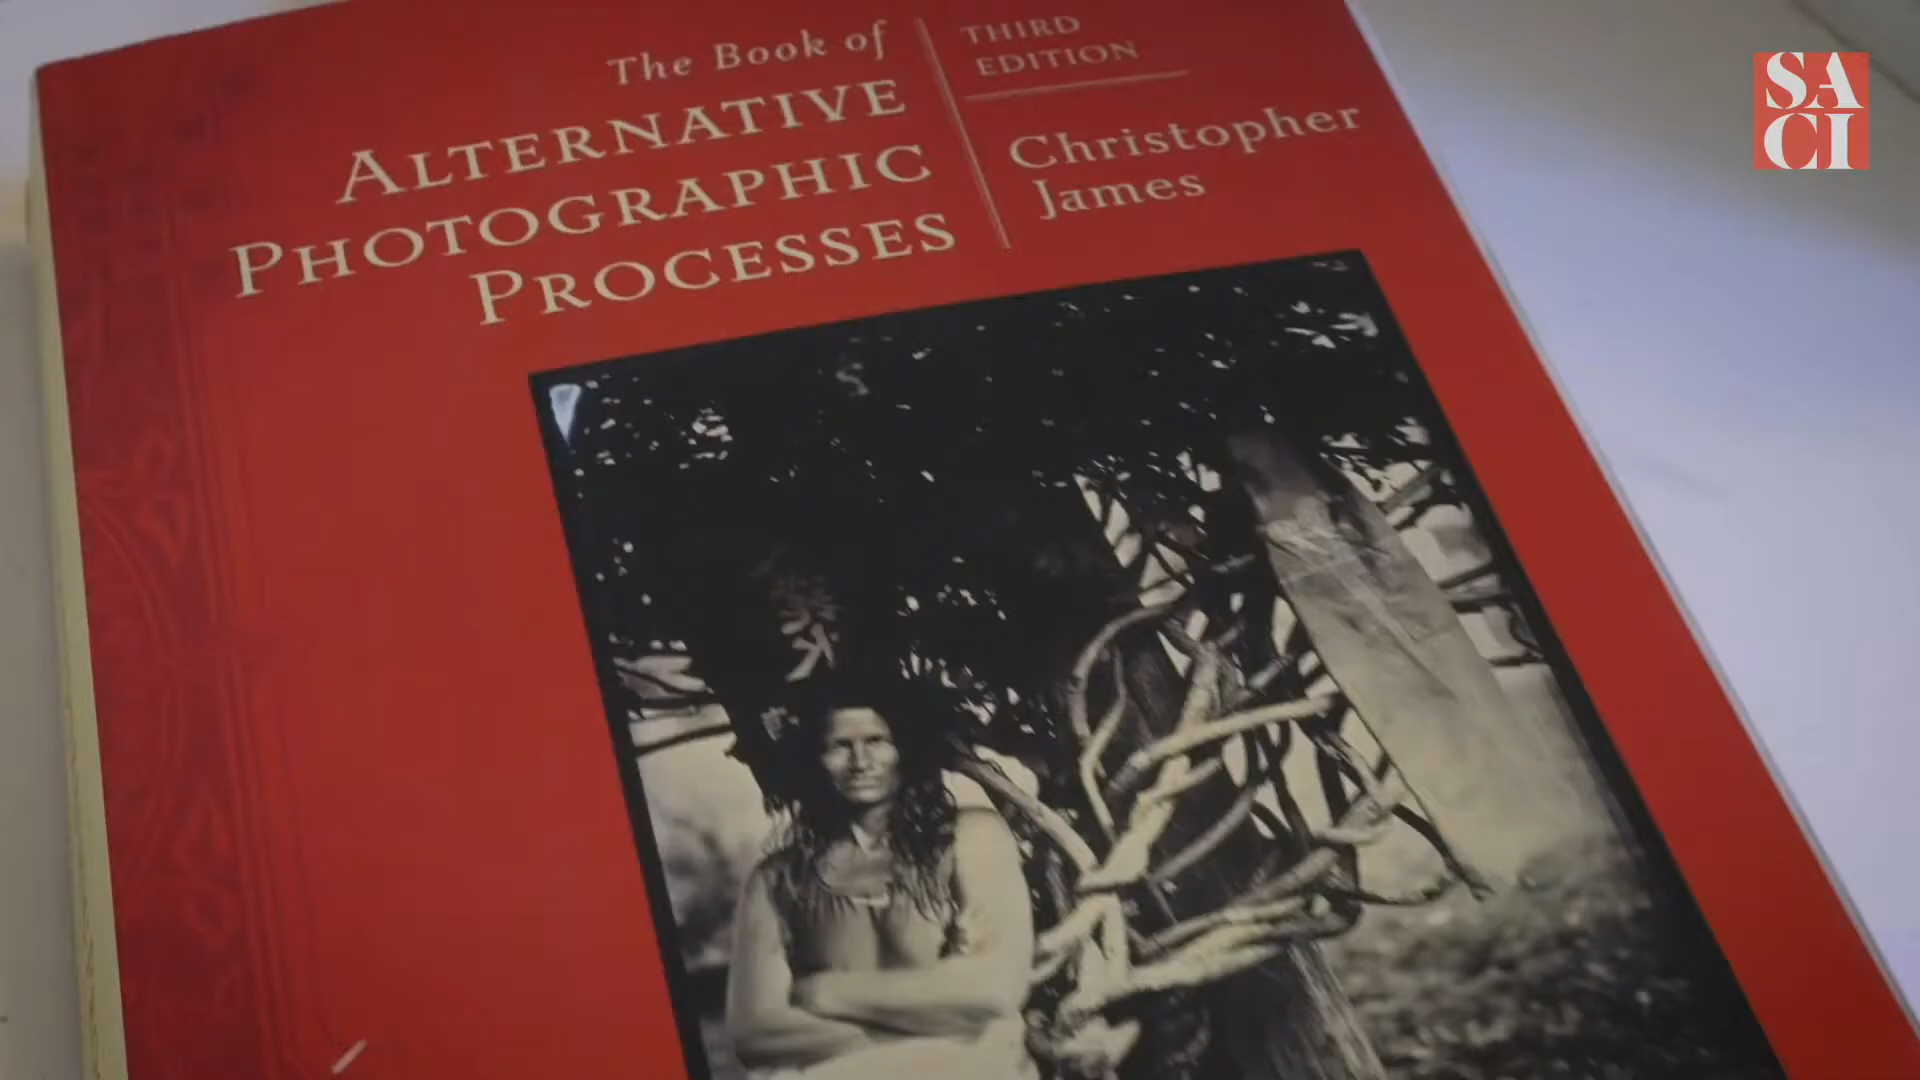 The Book of
ALTERNATIVE
PHOTOGRAPHIC
PROCESSES
THIRD
EDITION
Christopher
James
SA
CI